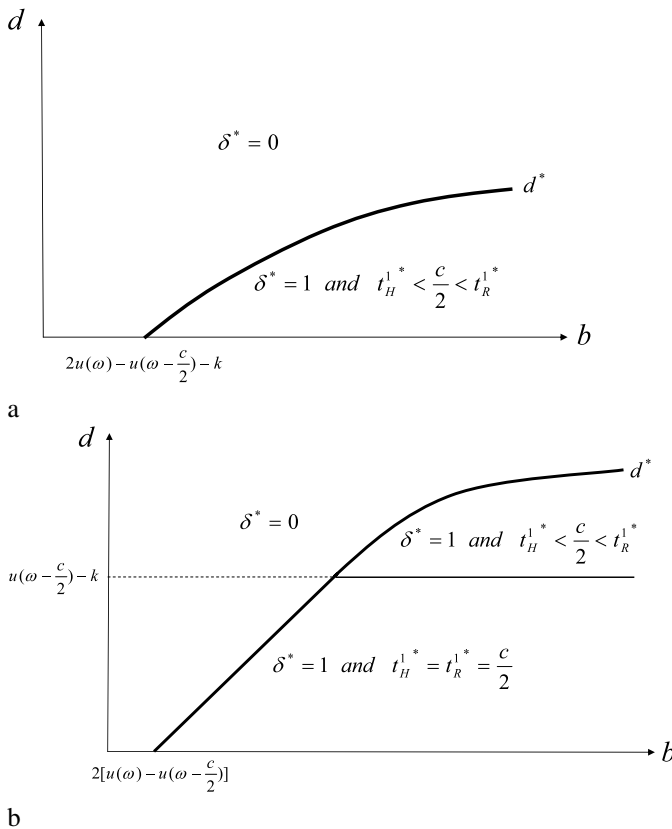 d
δ* = 0
d*
δ* = 1 and t_H^1* < c/2 < t_R^1*
b
2u(ω) − u(ω − c/2) − k
a
d
d*
δ* = 0
δ* = 1 and t_H^1* < c/2 < t_R^1*
u(ω − c/2) − k
δ* = 1 and t_H^1* = t_R^1* = c/2
b
2[u(ω) − u(ω − c/2)]
b